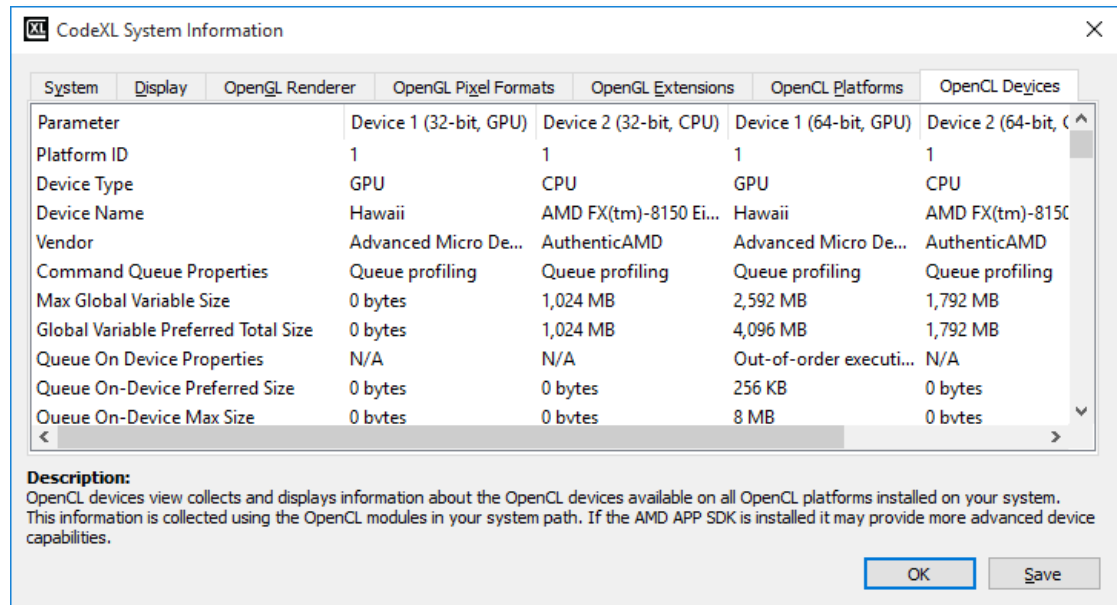 XL CodeXL System Information
System Display OpenGL Renderer OpenGL Pixel Formats OpenGL Extensions OpenCL Platforms OpenCL Devices
Parameter Device 1 (32-bit, GPU) Device 2 (32-bit, CPU) Device 1 (64-bit, GPU) Device 2 (64-bit, (
Platform ID 1 1 1 1
Device Type GPU CPU GPU CPU
Device Name Hawaii AMD FX(tm)-8150 Ei... Hawaii AMD FX(tm)-8150
Vendor Advanced Micro De... AuthenticAMD Advanced Micro De... AuthenticAMD
Command Queue Properties Queue profiling Queue profiling Queue profiling Queue profiling
Max Global Variable Size 0 bytes 1,024 MB 2,592 MB 1,792 MB
Global Variable Preferred Total Size 0 bytes 1,024 MB 4,096 MB 1,792 MB
Queue On Device Properties N/A N/A Out-of-order executi... N/A
Queue On-Device Preferred Size 0 bytes 0 bytes 256 KB 0 bytes
Queue On-Device Max Size 0 bytes 0 bytes 8 MB 0 bytes
Description:
OpenCL devices view collects and displays information about the OpenCL devices available on all OpenCL platforms installed on your system.
This information is collected using the OpenCL modules in your system path. If the AMD APP SDK is installed it may provide more advanced device
capabilities.
OK Save